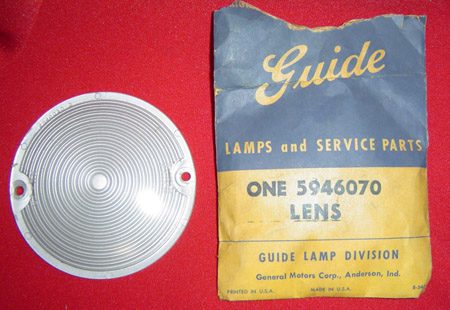 Guide
LAMPS and SERVICE PARTS
ONE 5946070
LENS
GUIDE LAMP DIVISION
General Motors Corp., Anderson, Ind.
PRINTED IN U.S.A. MADE IN U.S.A.